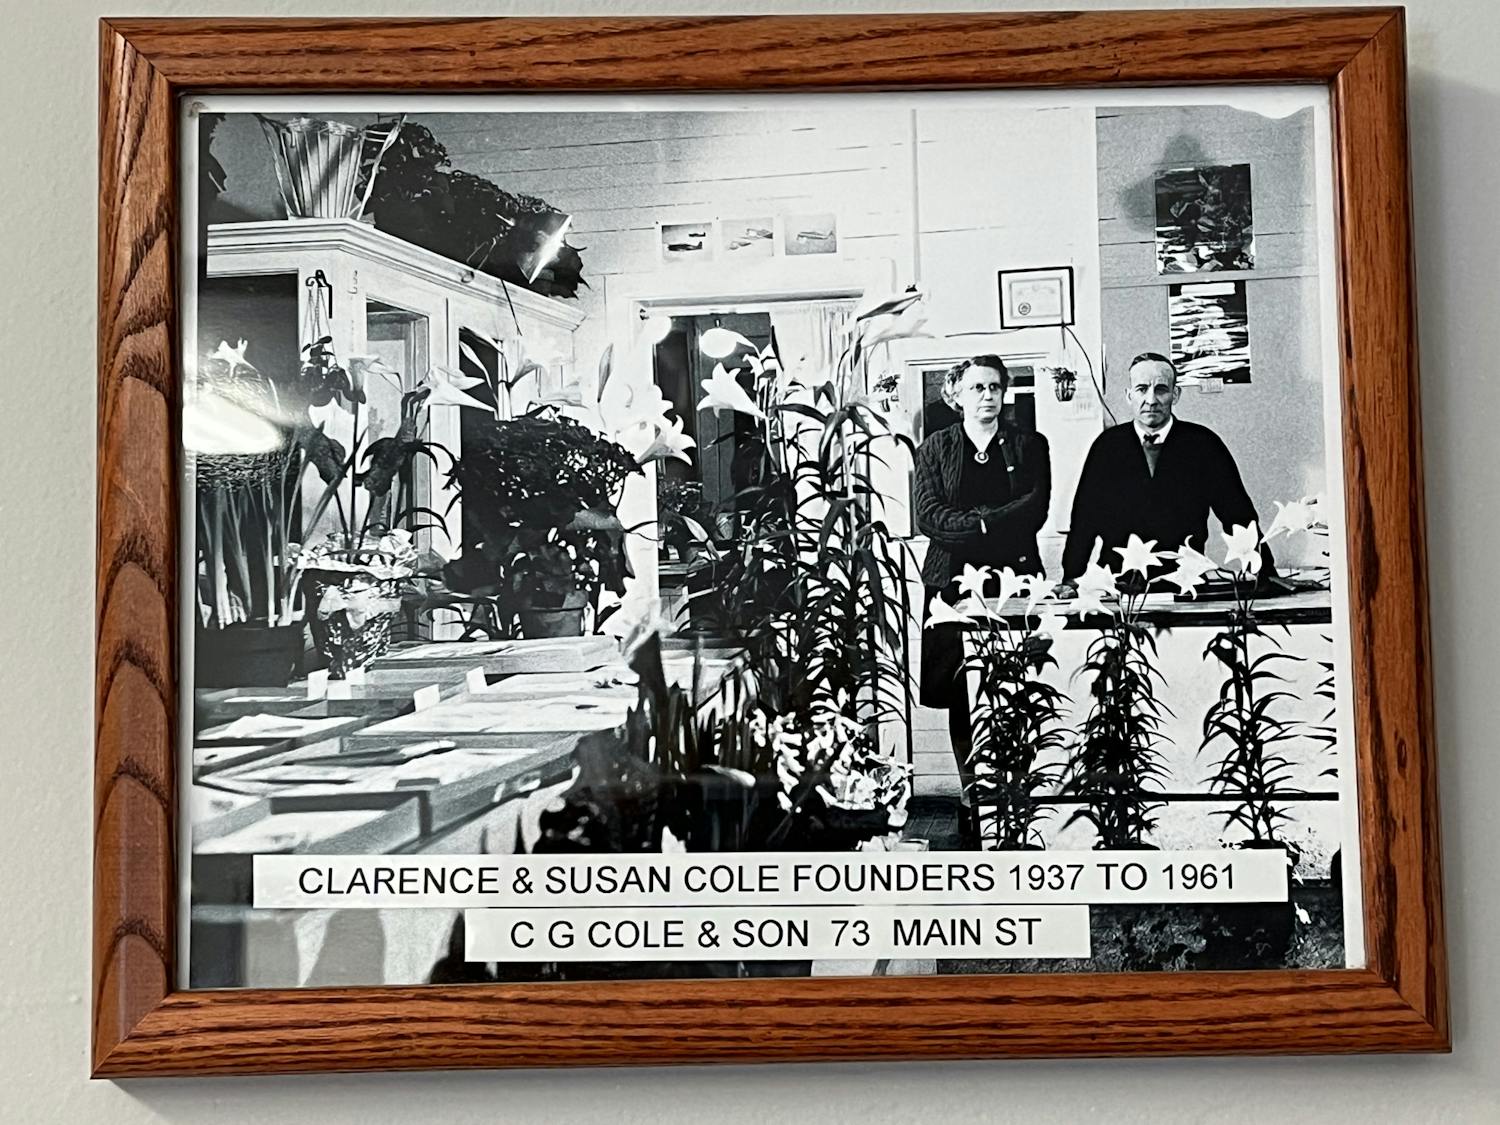 CLARENCE & SUSAN COLE FOUNDERS 1937 TO 1961
C G COLE & SON 73 MAIN ST